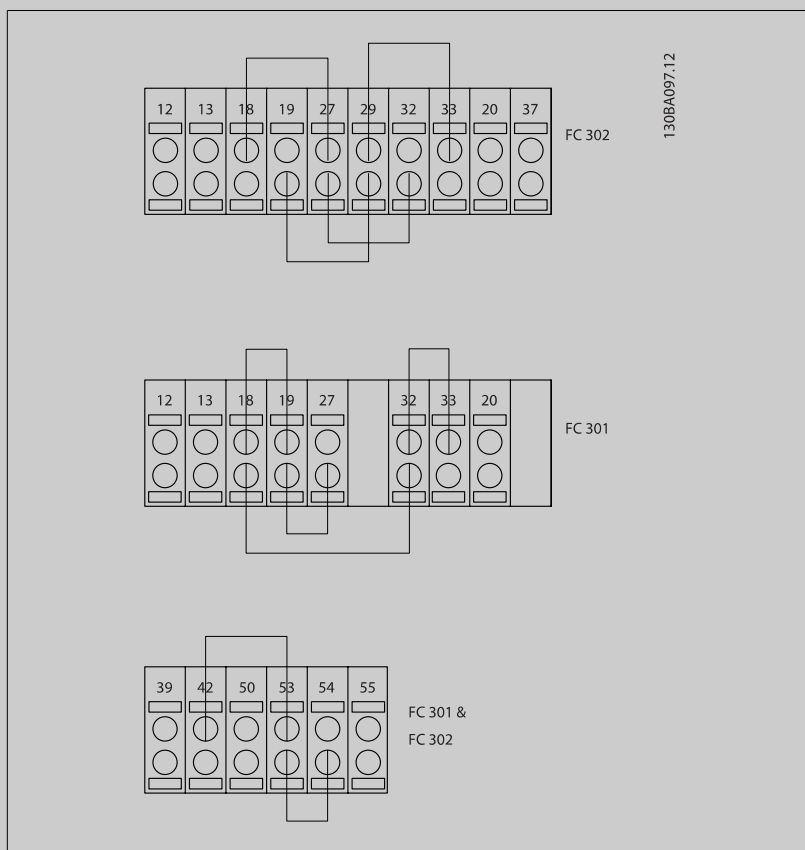 130BA097.12
12 13 18 19 27 29 32 33 20 37
FC 302
12 13 18 19 27 32 33 20
FC 301
39 42 50 53 54 55
FC 301 &
FC 302